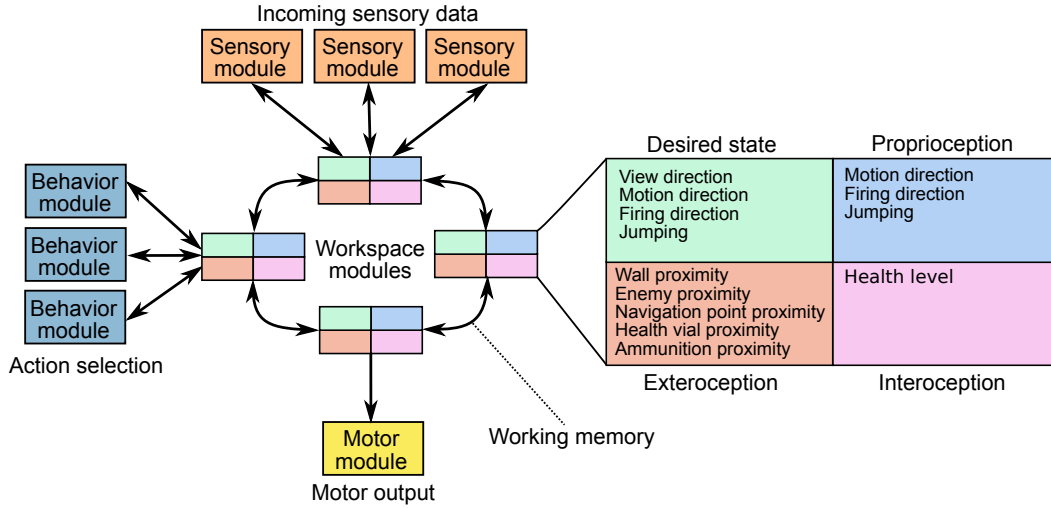 Incoming sensory data
Sensory
module
Sensory
module
Sensory
module
Behavior
module
Behavior
module
Behavior
module
Action selection
Workspace
modules
Motor
module
Motor output
Working memory
Desired state
Proprioception
View direction
Motion direction
Firing direction
Jumping
Motion direction
Firing direction
Jumping
Wall proximity
Enemy proximity
Navigation point proximity
Health vial proximity
Ammunition proximity
Health level
Exteroception
Interoception